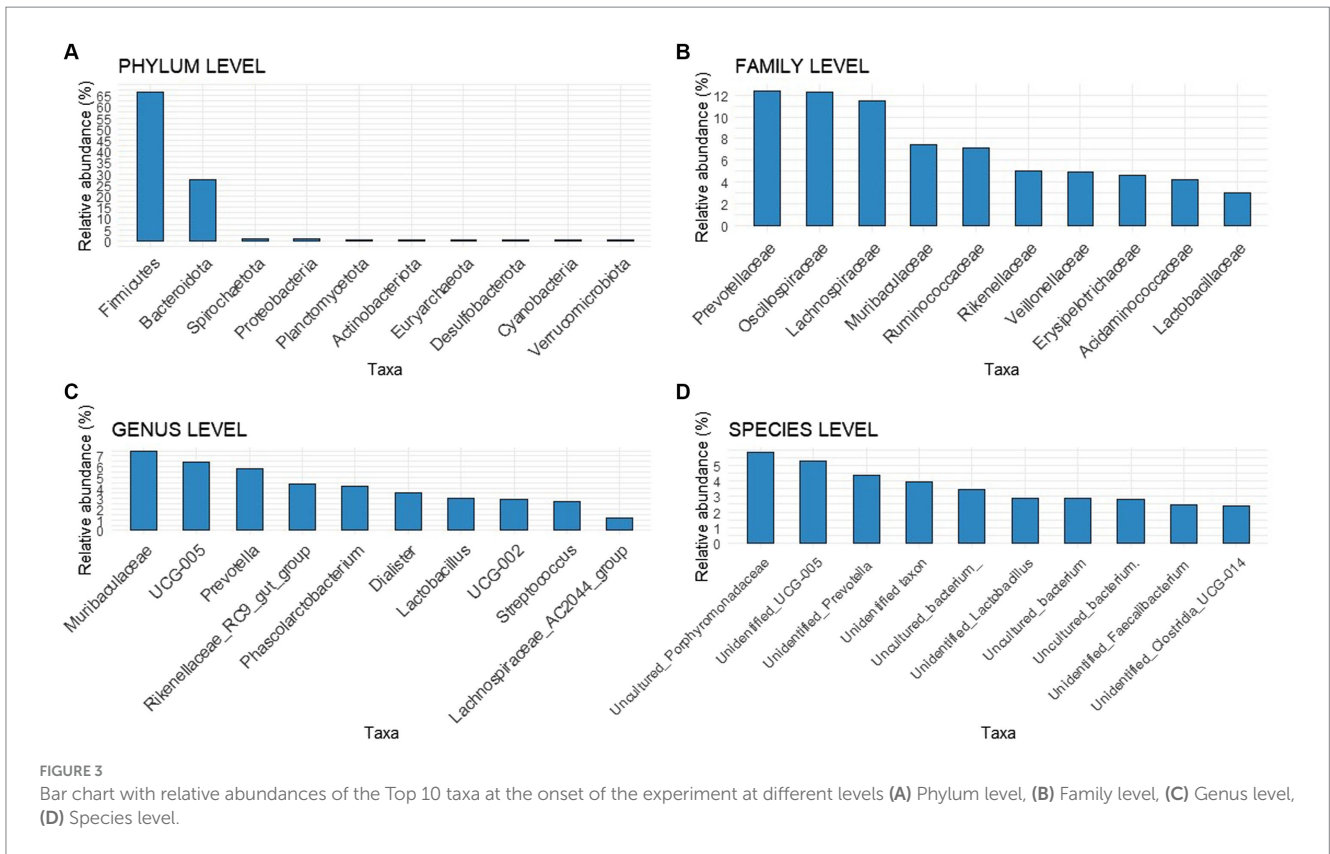 A
PHYLUM LEVEL
Relative abundance (%)
65
60
55
50
45
40
35
30
25
20
15
10
5
0
Firmicutes
Bacteroidota
Spirochaetota
Proteobacteria
Planctomycetota
Actinobacteriota
Euryarchaeota
Desulfobacterota
Cyanobacteria
Verrucomicrobiota
Taxa
B
FAMILY LEVEL
Relative abundance (%)
12
10
8
6
4
2
0
Prevotellaceae
Oscillospiraceae
Lachnospiraceae
Muribaculaceae
Ruminococcaceae
Rikenellaceae
Veillonellaceae
Erysipelotrichaceae
Acidaminococcaceae
Lactobacillaceae
Taxa
C
GENUS LEVEL
Relative abundance (%)
7
6
5
4
3
2
1
0
Muribaculaceae
UCG-005
Prevotella
Rikenellaceae_RC9_gut_group
Phascolarctobacterium
Dialister
Lactobacillus
UCG-002
Streptococcus
Lachnospiraceae_AC2044_group
Taxa
D
SPECIES LEVEL
Relative abundance (%)
5
4
3
2
1
0
Uncultured_Porphyromonadaceae
Unidentified_UCG-005
Unidentified_Prevotella
Unidentified taxon
Uncultured_bacterium_
Unidentified_Lactobacillus
Uncultured_bacterium
Uncultured_bacterium.
Unidentified_Faecalibacterium
Unidentified_Clostridia_UCG-014
Taxa
FIGURE 3
Bar chart with relative abundances of the Top 10 taxa at the onset of the experiment at different levels (A) Phylum level, (B) Family level, (C) Genus level,
(D) Species level.